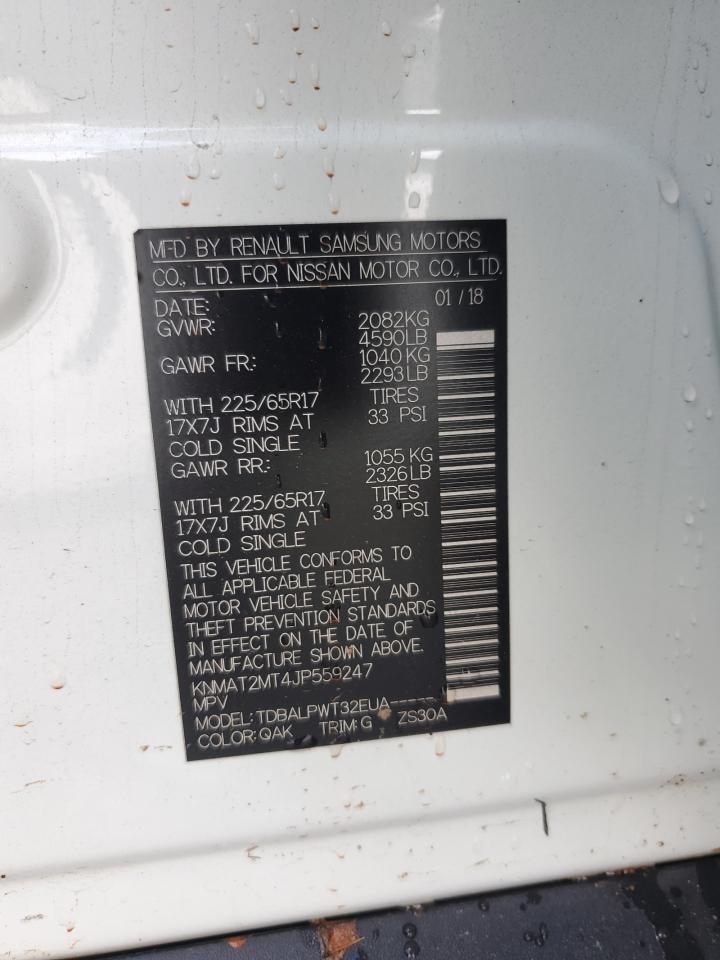 MFD BY RENAULT SAMSUNG MOTORS
CO., LTD. FOR NISSAN MOTOR CO., LTD.
DATE: 01 / 18
GVWR: 2082KG
4590LB
GAWR FR: 1040 KG
2293LB
WITH 225/65R17 TIRES
17X7J RIMS AT 33 PSI
COLD SINGLE
GAWR RR: 1055 KG
2326LB
WITH 225/65R17 TIRES
17X7J RIMS AT 33 PSI
COLD SINGLE
THIS VEHICLE CONFORMS TO
ALL APPLICABLE FEDERAL
MOTOR VEHICLE SAFETY AND
THEFT PREVENTION STANDARDS
IN EFFECT ON THE DATE OF
MANUFACTURE SHOWN ABOVE.
KNMAT2MT4JP559247
MPV
MODEL: TDBALPWT32EUA------
COLOR: QAK TRIM: G ZS30A